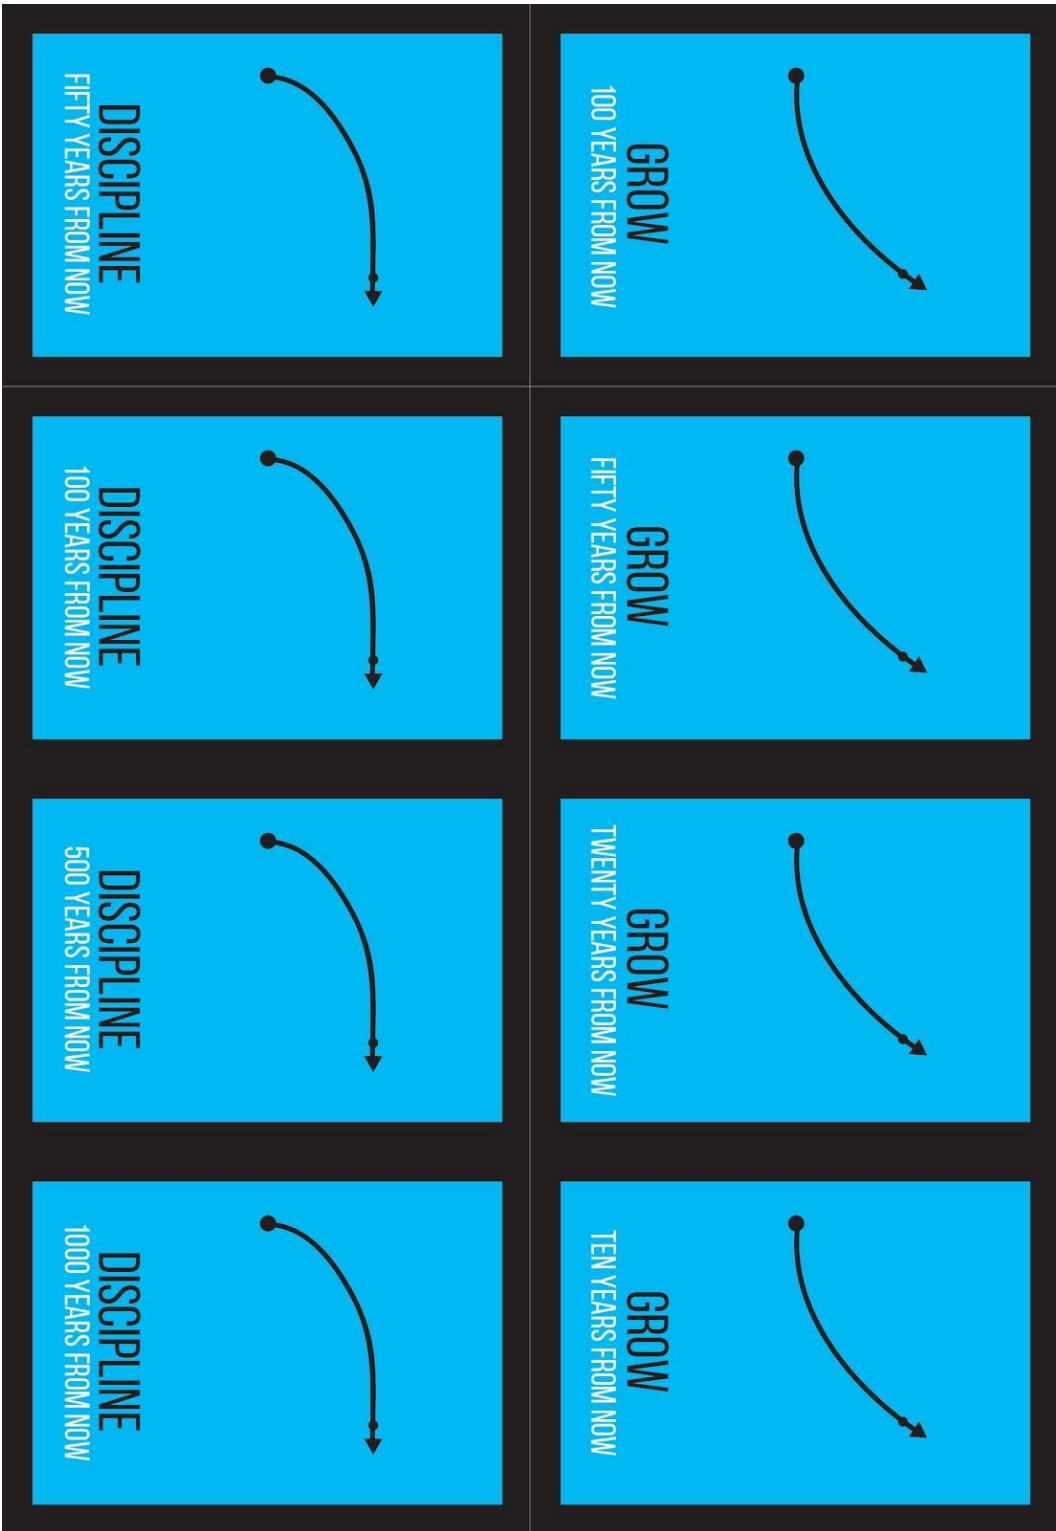 DISCIPLINE
FIFTY YEARS FROM NOW
GROW
100 YEARS FROM NOW
DISCIPLINE
100 YEARS FROM NOW
GROW
FIFTY YEARS FROM NOW
DISCIPLINE
500 YEARS FROM NOW
GROW
TWENTY YEARS FROM NOW
DISCIPLINE
1000 YEARS FROM NOW
GROW
TEN YEARS FROM NOW